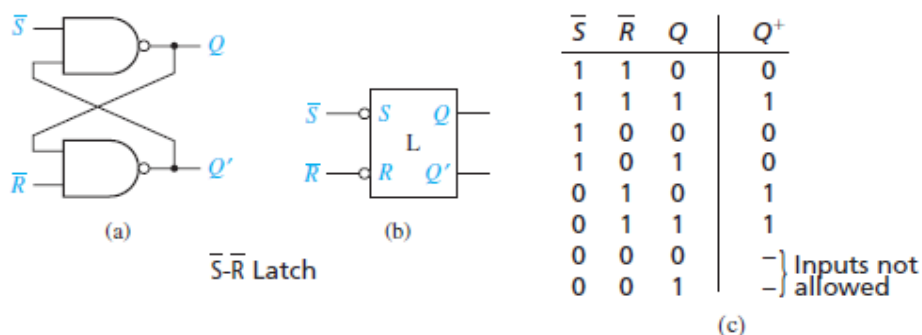 S̅ Q
R̅ Q′
(a)
S̅ S Q
L
R̅ R Q′
(b)
S̅-R̅ Latch
S̅ R̅ Q Q⁺
1 1 0 0
1 1 1 1
1 0 0 0
1 0 1 0
0 1 0 1
0 1 1 1
0 0 0 –
0 0 1 –
Inputs not
allowed
(c)